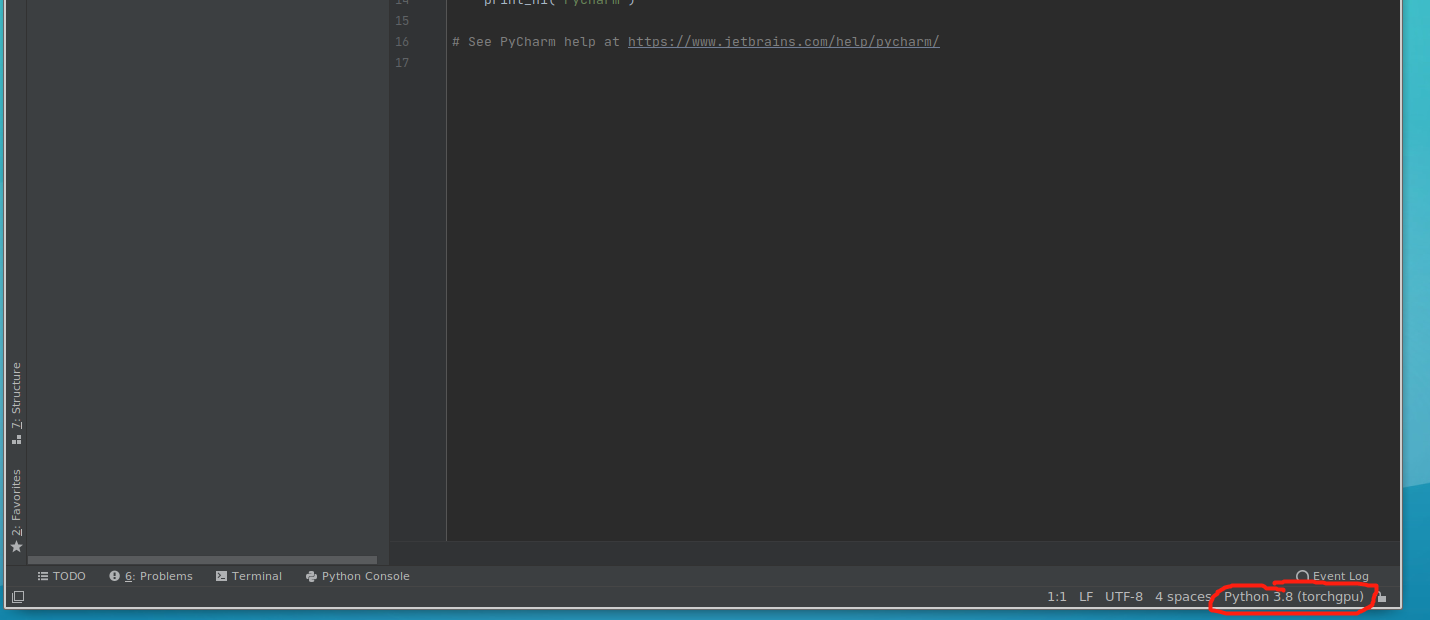 14 print_hi('PyCharm')
15
16 # See PyCharm help at https://www.jetbrains.com/help/pycharm/
17
7: Structure
2: Favorites
TODO 6: Problems Terminal Python Console Event Log
1:1 LF UTF-8 4 spaces Python 3.8 (torchgpu)